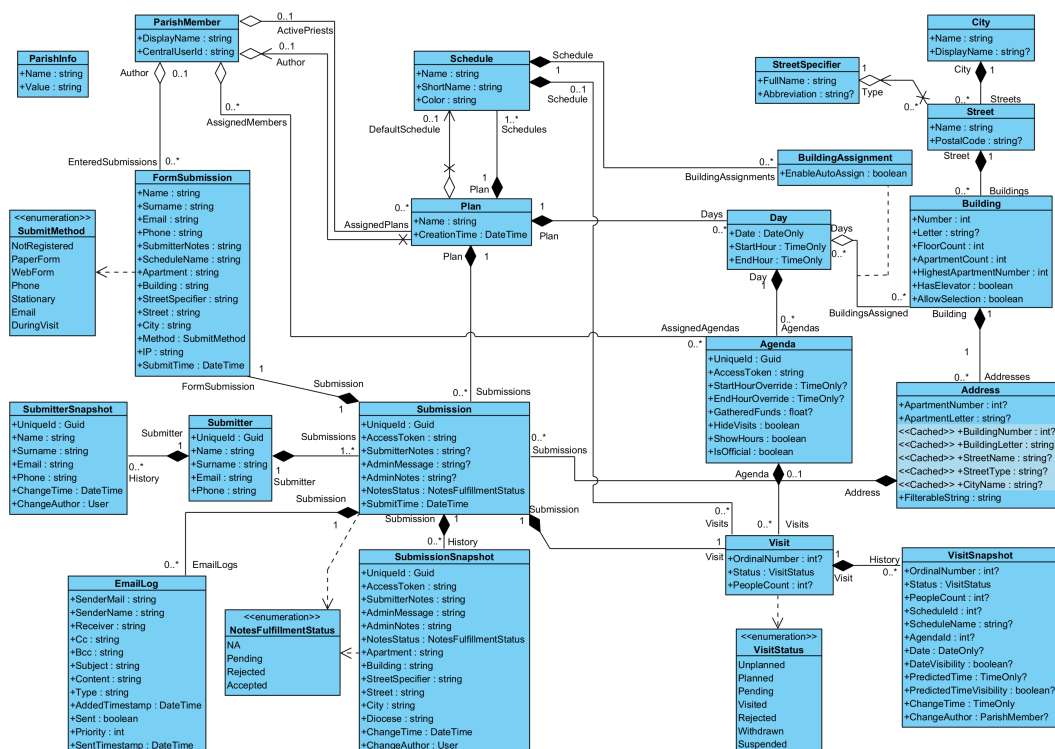 ParishInfo
+Name : string
+Value : string
ParishMember
+DisplayName : string
+CentralUserId : string
0..1
ActivePriests
0..1
Author
Author
0..1
0..*
AssignedMembers
EnteredSubmissions
0..*
Schedule
+Name : string
+ShortName : string
+Color : string
Schedule
1
0..1
Schedule
0..1
DefaultSchedule
1..*
Schedules
1
Plan
City
+Name : string
+DisplayName : string?
1
City
0..*
Streets
StreetSpecifier
+FullName : string
+Abbreviation : string?
1
Type
0..*
Street
+Name : string
+PostalCode : string?
Street
1
0..*
Buildings
0..*
BuildingAssignments
BuildingAssignment
+EnableAutoAssign : boolean
FormSubmission
+Name : string
+Surname : string
+Email : string
+Phone : string
+SubmitterNotes : string
+ScheduleName : string
+Apartment : string
+Building : string
+StreetSpecifier : string
+Street : string
+City : string
+Method : SubmitMethod
+IP : string
+SubmitTime : DateTime
<<enumeration>>
SubmitMethod
NotRegistered
PaperForm
WebForm
Phone
Stationary
Email
DuringVisit
0..*
AssignedPlans
Plan
+Name : string
+CreationTime : DateTime
1
Plan
Plan
1
Days
0..*
Day
+Date : DateOnly
+StartHour : TimeOnly
+EndHour : TimeOnly
Days
0..*
Day
1
0..*
Agendas
0..*
BuildingsAssigned
Building
+Number : int
+Letter : string?
+FloorCount : int
+ApartmentCount : int
+HighestApartmentNumber : int
+HasElevator : boolean
+AllowSelection : boolean
Building
1
1
0..*
Addresses
AssignedAgendas
0..*
Agenda
+UniqueId : Guid
+AccessToken : string
+StartHourOverride : TimeOnly?
+EndHourOverride : TimeOnly?
+GatheredFunds : float?
+HideVisits : boolean
+ShowHours : boolean
+IsOfficial : boolean
Agenda
0..1
Address
+ApartmentNumber : int?
+ApartmentLetter : string?
<<Cached>> +BuildingNumber : int?
<<Cached>> +BuildingLetter : string
<<Cached>> +StreetName : string?
<<Cached>> +StreetType : string?
<<Cached>> +CityName : string?
+FilterableString : string
Address
1
FormSubmission
Submission
1
0..*
Submissions
Submission
+UniqueId : Guid
+AccessToken : string
+SubmitterNotes : string?
+AdminMessage : string?
+AdminNotes : string?
+NotesStatus : NotesFulfillmentStatus
+SubmitTime : DateTime
0..*
Submissions
SubmitterSnapshot
+UniqueId : Guid
+Name : string
+Surname : string
+Email : string
+Phone : string
+ChangeTime : DateTime
+ChangeAuthor : User
Submitter
1
0..*
History
Submitter
+UniqueId : Guid
+Name : string
+Surname : string
+Email : string
+Phone : string
Submissions
1..*
1
Submitter
Submission
1
Submission
1
0..*
History
Submission
1
0..*
EmailLogs
0..*
Visits
0..*
Visits
1
Visit
Visit
+OrdinalNumber : int?
+Status : VisitStatus
+PeopleCount : int?
1
Visit
History
0..*
VisitSnapshot
+OrdinalNumber : int?
+Status : VisitStatus
+PeopleCount : int?
+ScheduleId : int?
+ScheduleName : string?
+AgendaId : int?
+Date : DateOnly?
+DateVisibility : boolean?
+PredictedTime : TimeOnly?
+PredictedTimeVisibility : boolean?
+ChangeTime : TimeOnly
+ChangeAuthor : ParishMember?
EmailLog
+SenderMail : string
+SenderName : string
+Receiver : string
+Cc : string
+Bcc : string
+Subject : string
+Content : string
+Type : string
+AddedTimestamp : DateTime
+Sent : boolean
+Priority : int
+SentTimestamp : DateTime
<<enumeration>>
NotesFulfillmentStatus
NA
Pending
Rejected
Accepted
SubmissionSnapshot
+UniqueId : Guid
+AccessToken : string
+SubmitterNotes : string
+AdminMessage : string
+AdminNotes : string
+NotesStatus : NotesFulfillmentStatus
+Apartment : string
+Building : string
+StreetSpecifier : string
+Street : string
+City : string
+Diocese : string
+ChangeTime : DateTime
+ChangeAuthor : User
<<enumeration>>
VisitStatus
Unplanned
Planned
Pending
Visited
Rejected
Withdrawn
Suspended